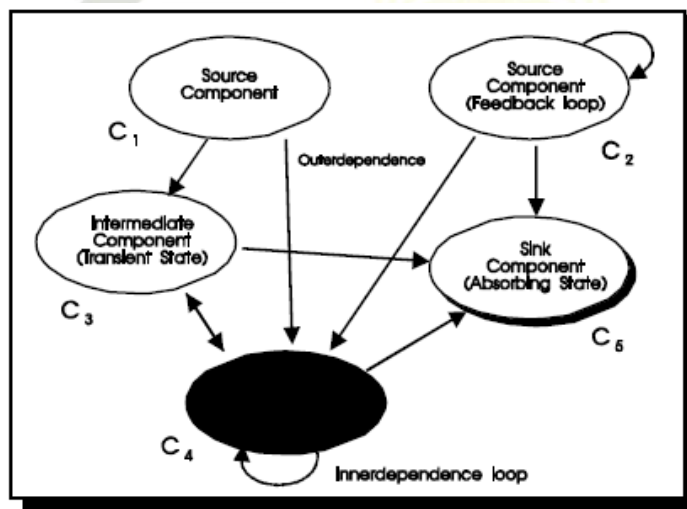 Source
Component
C1
Source
Component
(Feedback loop)
C2
Outerdependence
Intermediate
Component
(Transient State)
C3
Sink
Component
(Absorbing State)
C5
C4
Innerdependence loop